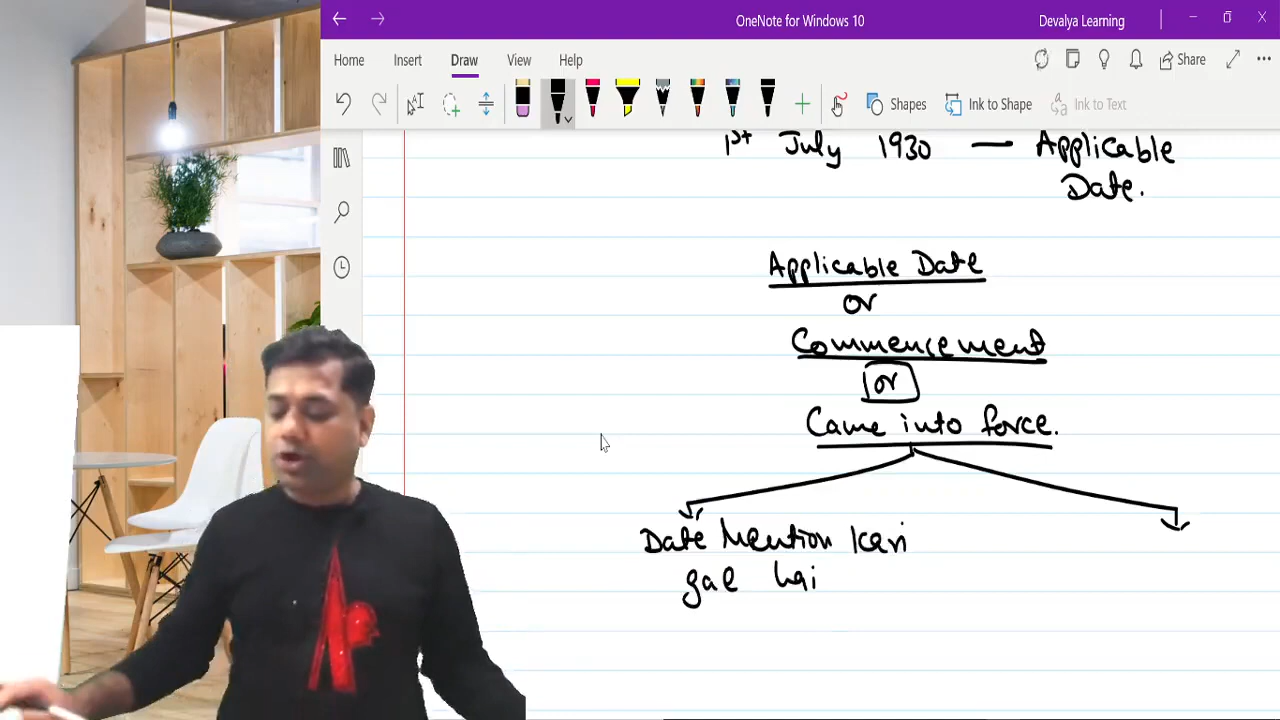 OneNote for Windows 10
Devalya Learning
Home Insert Draw View Help
Share
Shapes Ink to Shape Ink to Text
1st July 1930 — Applicable
Date.
Applicable Date
or
Commencement
or
Came into force.
Date Mention Kari
gae hai